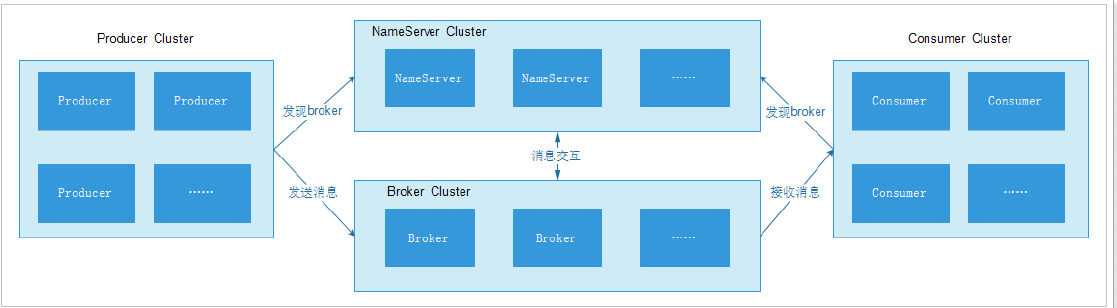 Producer Cluster
Producer
Producer
Producer
……
发现broker
发送消息
NameServer Cluster
NameServer
NameServer
……
消息交互
Broker Cluster
Broker
Broker
……
发现broker
接收消息
Consumer Cluster
Consumer
Consumer
Consumer
……